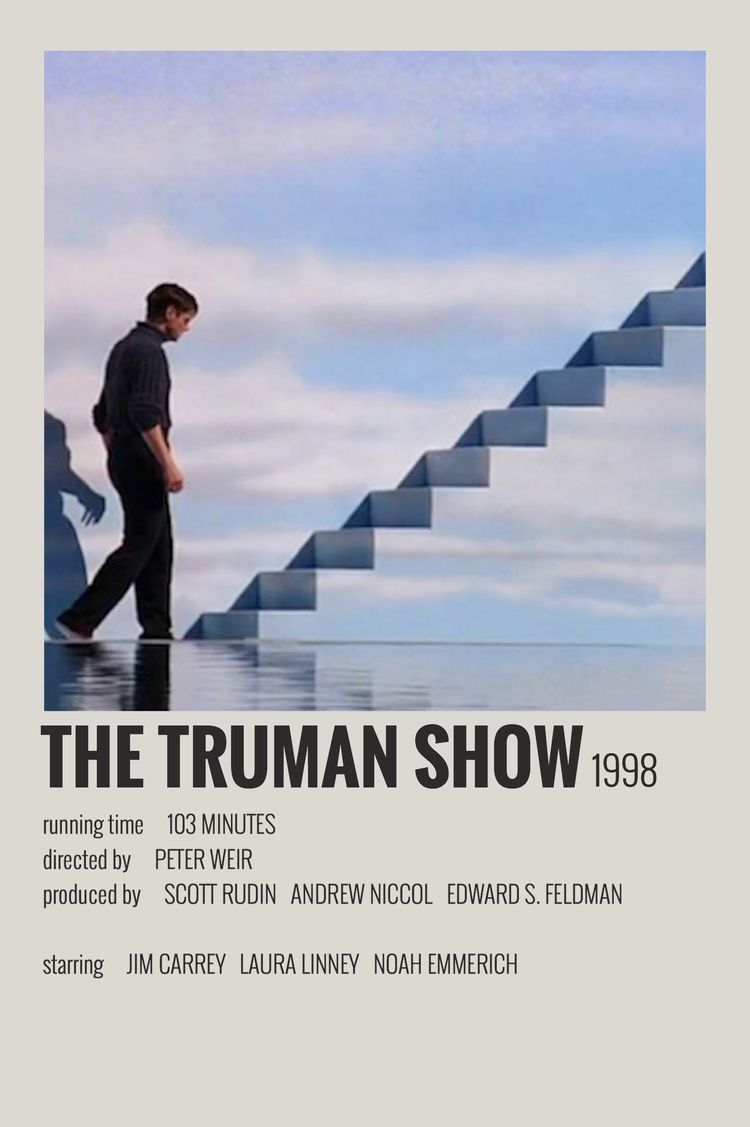 THE TRUMAN SHOW 1998
running time 103 MINUTES
directed by PETER WEIR
produced by SCOTT RUDIN ANDREW NICCOL EDWARD S. FELDMAN
starring JIM CARREY LAURA LINNEY NOAH EMMERICH